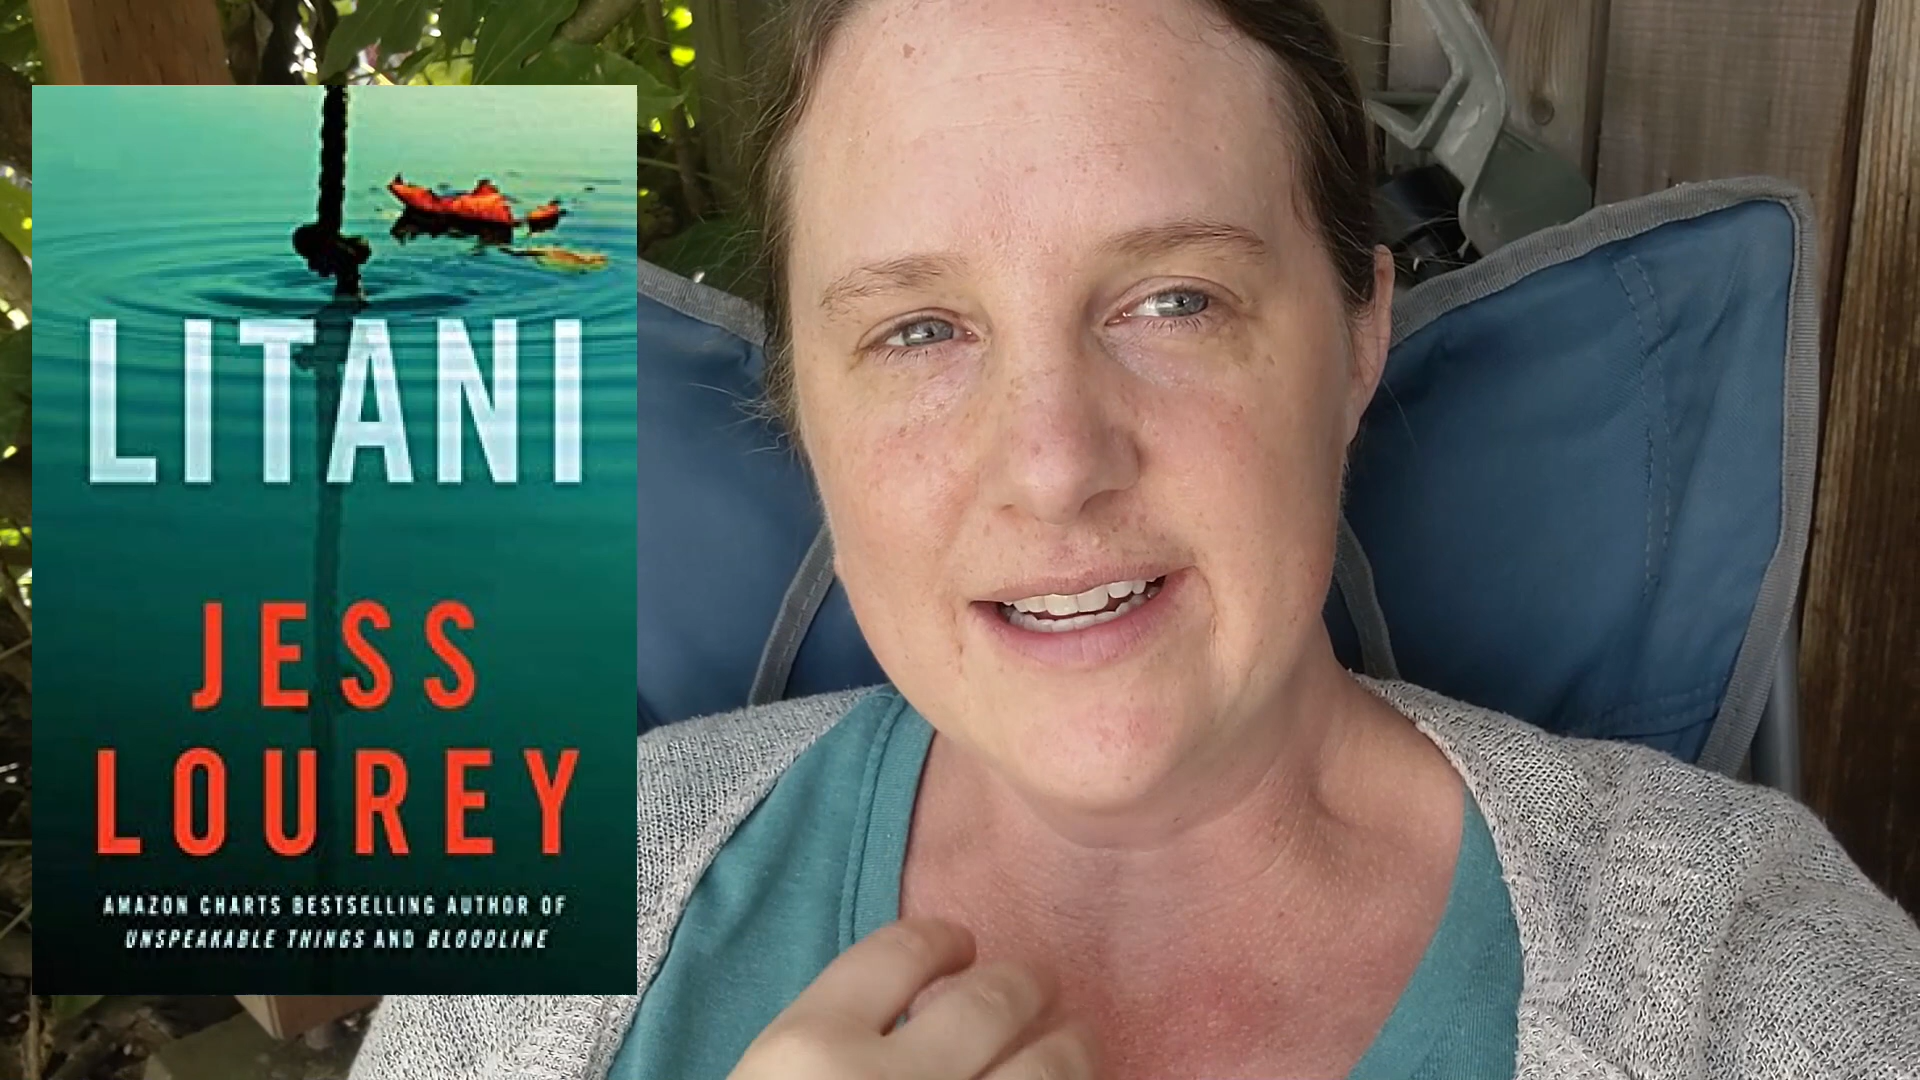 LITANI
JESS
LOUREY
AMAZON CHARTS BESTSELLING AUTHOR OF
UNSPEAKABLE THINGS AND BLOODLINE